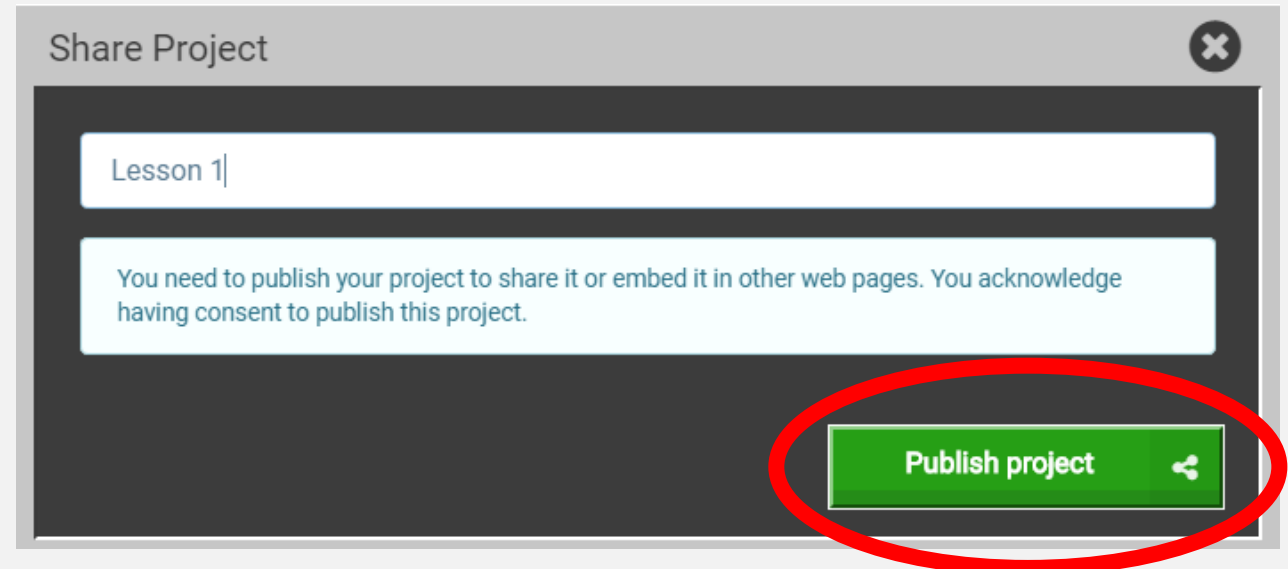 Share Project
Lesson 1
You need to publish your project to share it or embed it in other web pages. You acknowledge
having consent to publish this project.
Publish project